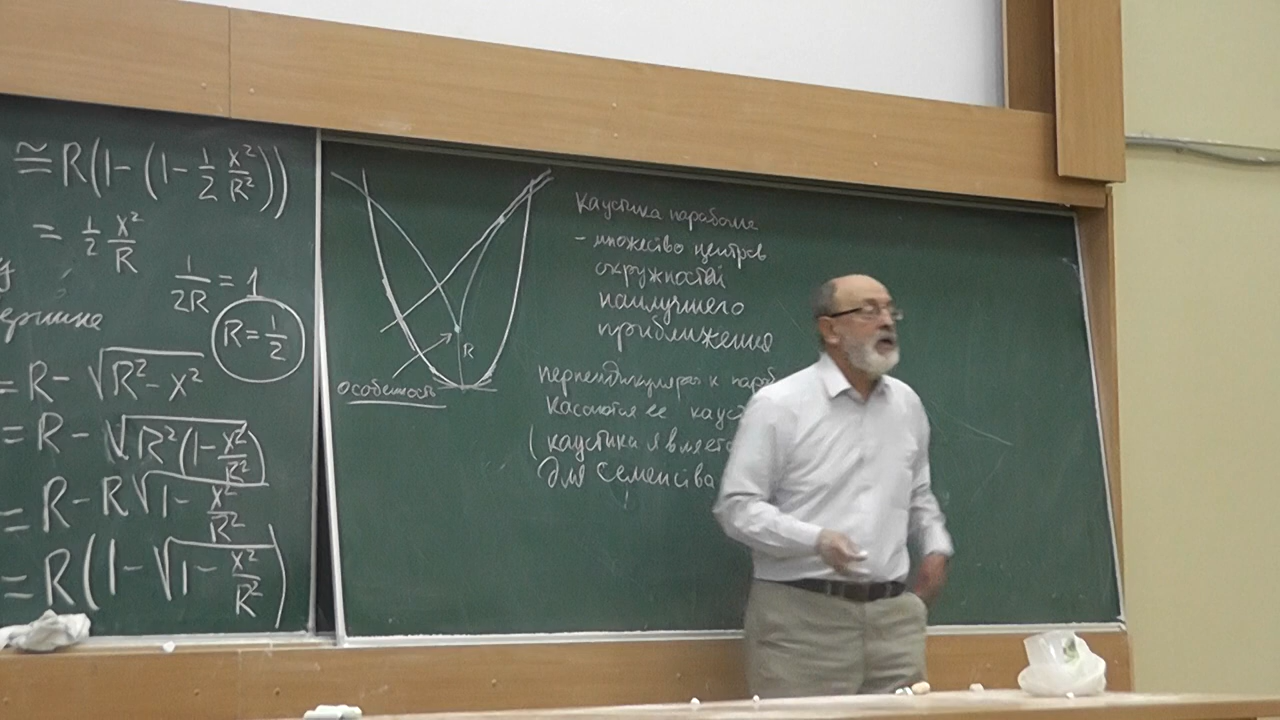 ≅ R(1-(1-1/2 x²/R²))
= 1/2 x²/R
1/2R = 1
R = 1/2
= R - √R² - x²
= R - √R²(1 - x²/R²)
= R - R√1 - x²/R²
= R(1 - √1 - x²/R²)
R
особенность
Каустика параболы
- множество центров
окружностей
наилучшего
приближения
перпендикуляры к параб
касаются ее кауст
(каустика являетс
для семейства